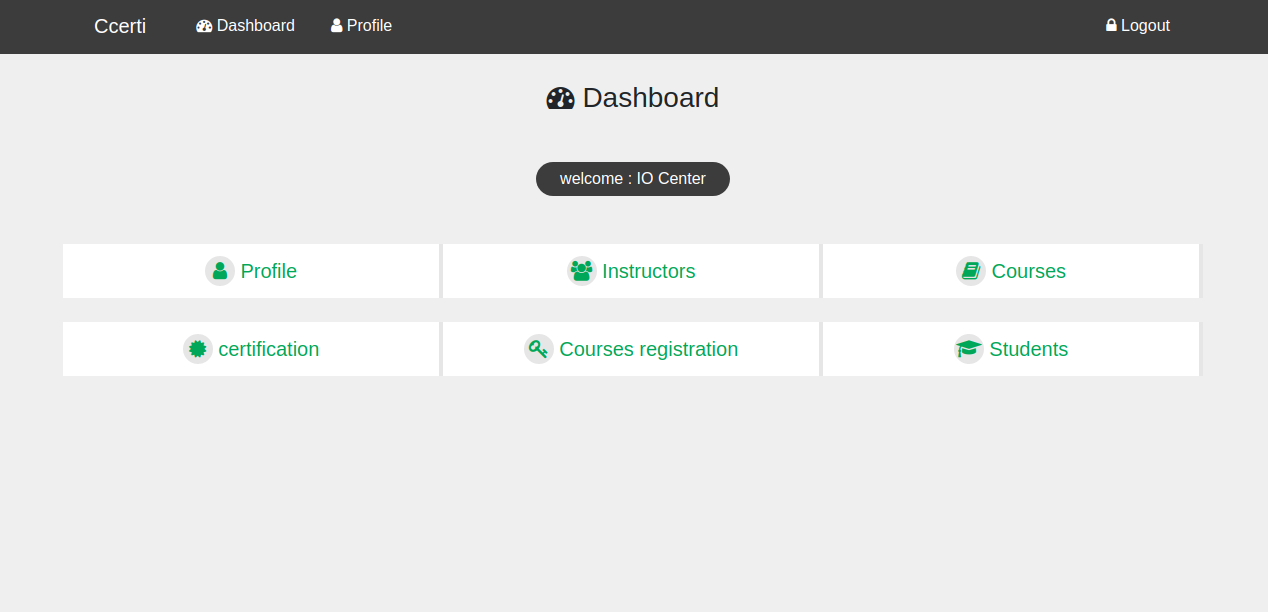 Ccerti Dashboard Profile Logout
Dashboard
welcome : IO Center
Profile Instructors Courses
certification Courses registration Students